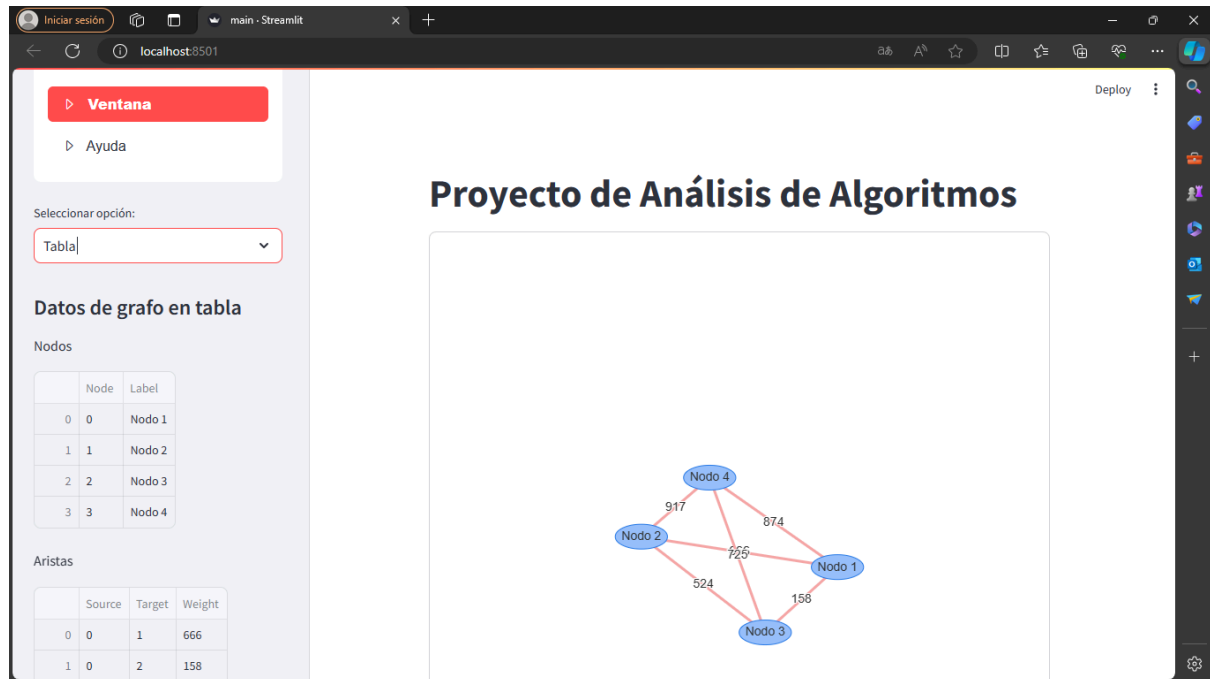 Iniciar sesión
main · Streamlit
localhost:8501
Ventana
Ayuda
Seleccionar opción:
Tabla
Datos de grafo en tabla
Nodos
Node Label
0 0 Nodo 1
1 1 Nodo 2
2 2 Nodo 3
3 3 Nodo 4
Aristas
Source Target Weight
0 0 1 666
1 0 2 158
Deploy
Proyecto de Análisis de Algoritmos
Nodo 4
917
874
Nodo 2
725
Nodo 1
524
158
Nodo 3